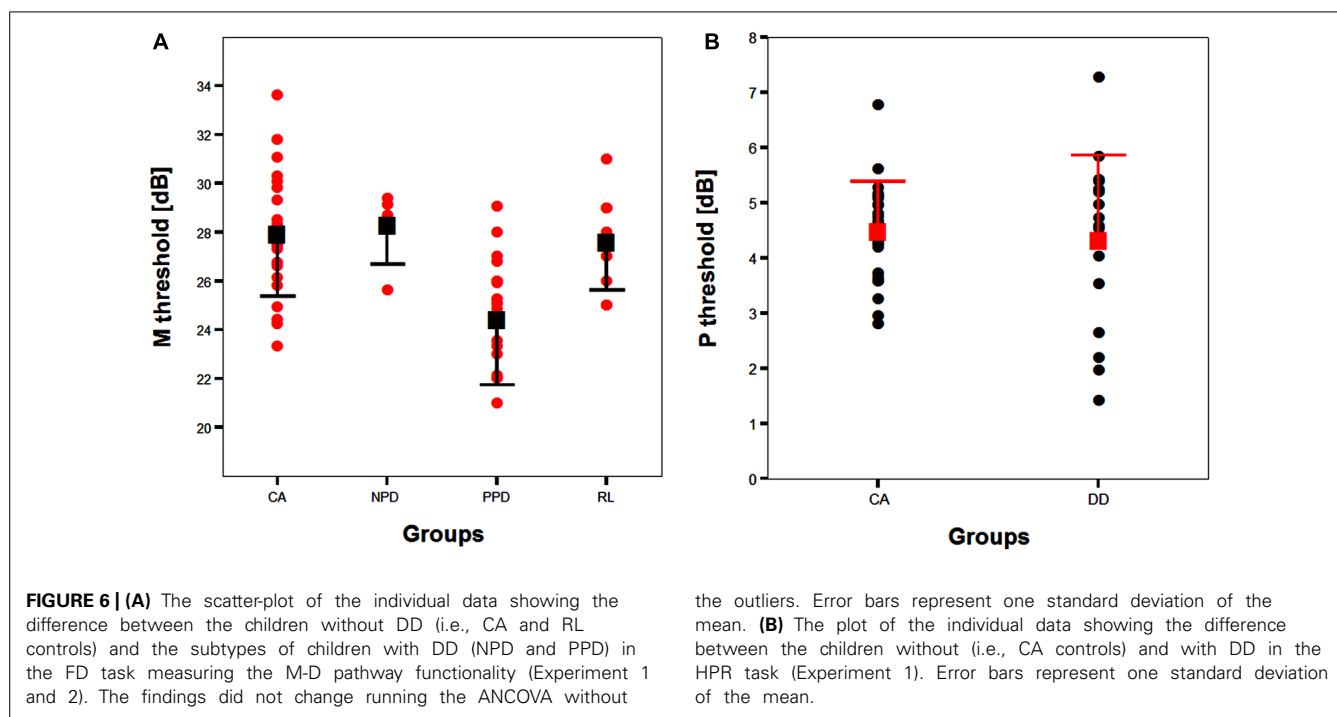 A
34
32
30
28
26
24
22
20
M threshold [dB]
CA NPD PPD RL
Groups
B
8
7
6
5
4
3
2
1
0
P threshold [dB]
CA DD
Groups
FIGURE 6 | (A) The scatter-plot of the individual data showing the
difference between the children without DD (i.e., CA and RL
controls) and the subtypes of children with DD (NPD and PPD) in
the FD task measuring the M-D pathway functionality (Experiment 1
and 2). The findings did not change running the ANCOVA without
the outliers. Error bars represent one standard deviation of the
mean. (B) The plot of the individual data showing the difference
between the children without (i.e., CA controls) and with DD in the
HPR task (Experiment 1). Error bars represent one standard deviation
of the mean.